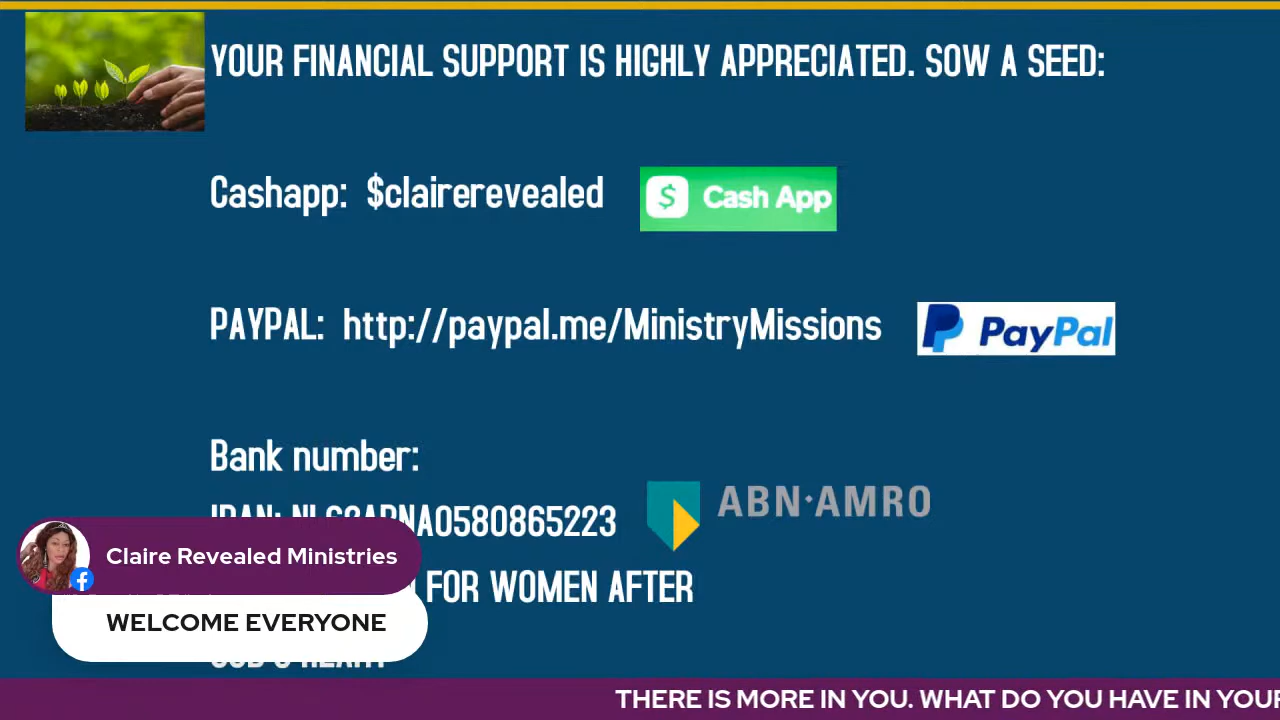 YOUR FINANCIAL SUPPORT IS HIGHLY APPRECIATED. SOW A SEED:
Cashapp: $clairerevealed
$ Cash App
PAYPAL: http://paypal.me/MinistryMissions
PayPal
Bank number:
0580865223
ABN·AMRO
FOR WOMEN AFTER
Claire Revealed Ministries
WELCOME EVERYONE
THERE IS MORE IN YOU. WHAT DO YOU HAVE IN YOUR